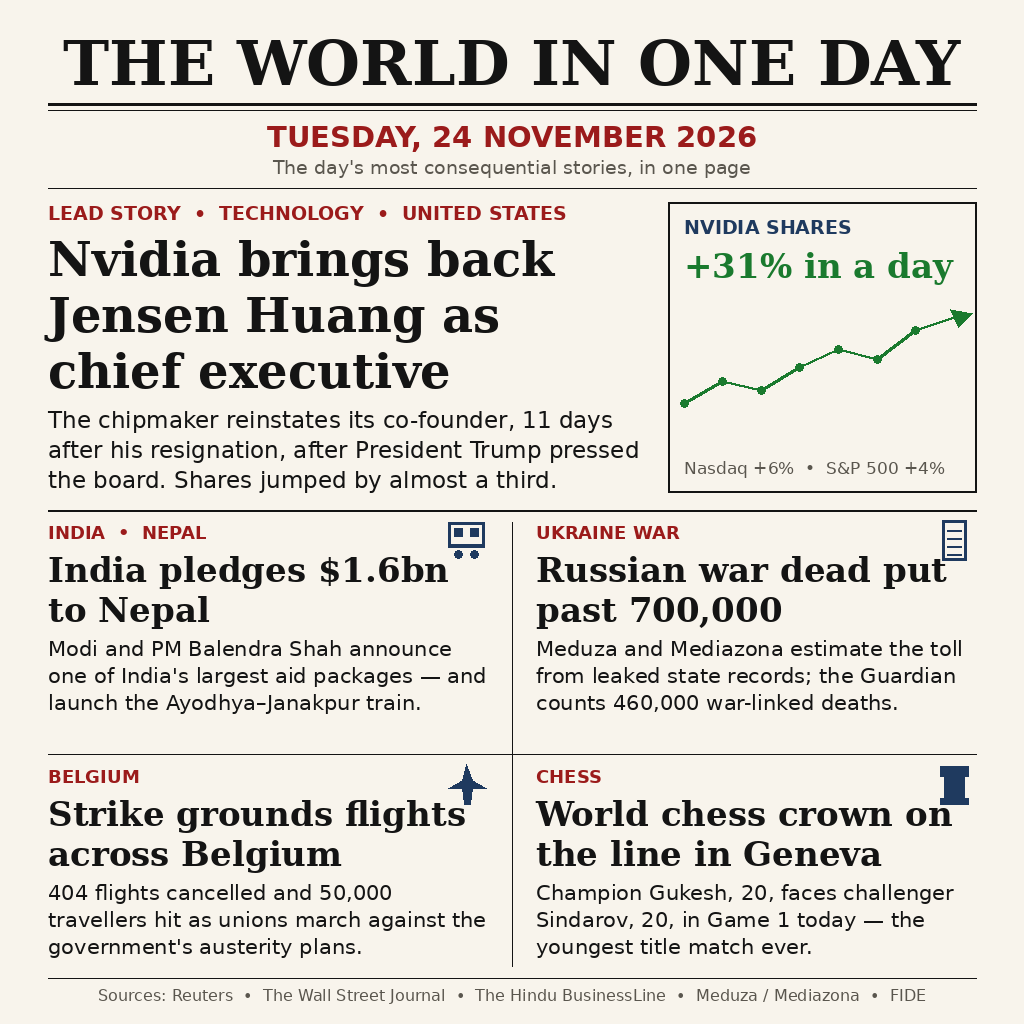 THE WORLD IN ONE DAY
TUESDAY, 24 NOVEMBER 2026
The day's most consequential stories, in one page
LEAD STORY • TECHNOLOGY • UNITED STATES
Nvidia brings back
Jensen Huang as
chief executive
The chipmaker reinstates its co-founder, 11 days
after his resignation, after President Trump pressed
the board. Shares jumped by almost a third.
NVIDIA SHARES
+31% in a day
Nasdaq +6% • S&P 500 +4%
INDIA • NEPAL
India pledges $1.6bn
to Nepal
Modi and PM Balendra Shah announce
one of India's largest aid packages — and
launch the Ayodhya–Janakpur train.
UKRAINE WAR
Russian war dead put
past 700,000
Meduza and Mediazona estimate the toll
from leaked state records; the Guardian
counts 460,000 war-linked deaths.
BELGIUM
Strike grounds flights
across Belgium
404 flights cancelled and 50,000
travellers hit as unions march against the
government's austerity plans.
CHESS
World chess crown on
the line in Geneva
Champion Gukesh, 20, faces challenger
Sindarov, 20, in Game 1 today — the
youngest title match ever.
Sources: Reuters • The Wall Street Journal • The Hindu BusinessLine • Meduza / Mediazona • FIDE